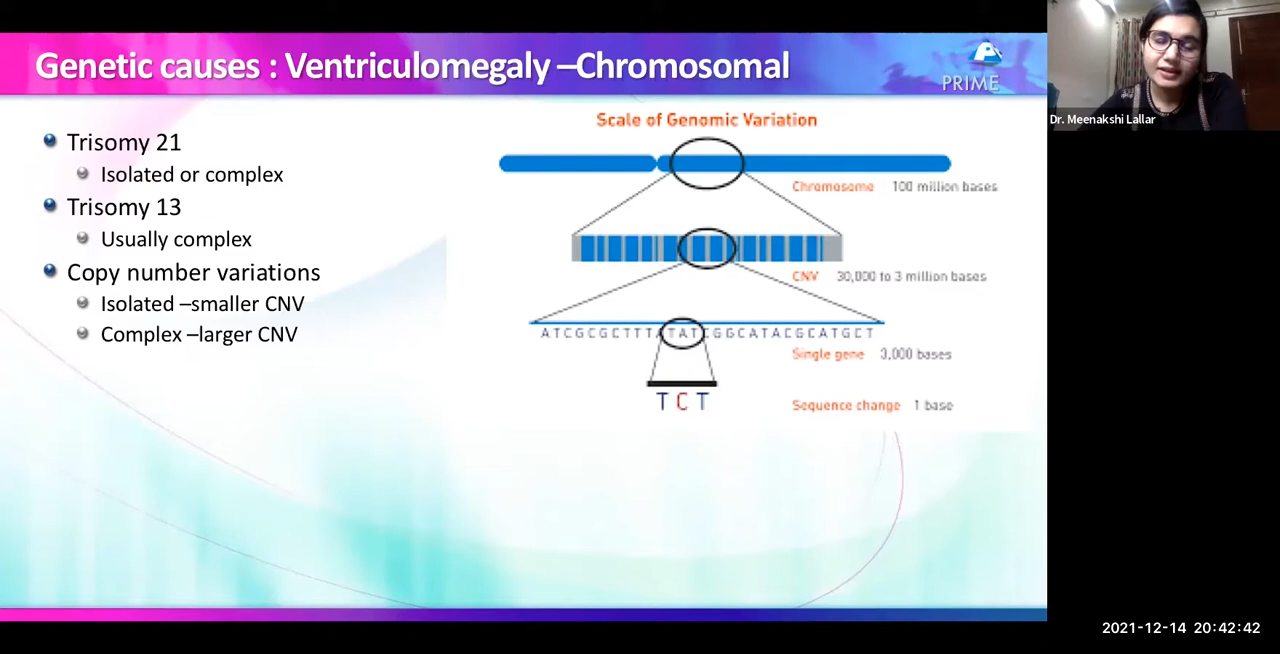 Genetic causes : Ventriculomegaly –Chromosomal
PRIME
Dr. Meenakshi Lallar
Trisomy 21
Isolated or complex
Trisomy 13
Usually complex
Copy number variations
Isolated –smaller CNV
Complex –larger CNV
Scale of Genomic Variation
Chromosome 100 million bases
CNV 30,000 to 3 million bases
ATCGCGCTTTATATCGGCATACGCATGCT
Single gene 3,000 bases
TCT
Sequence change 1 base
2021-12-14 20:42:42